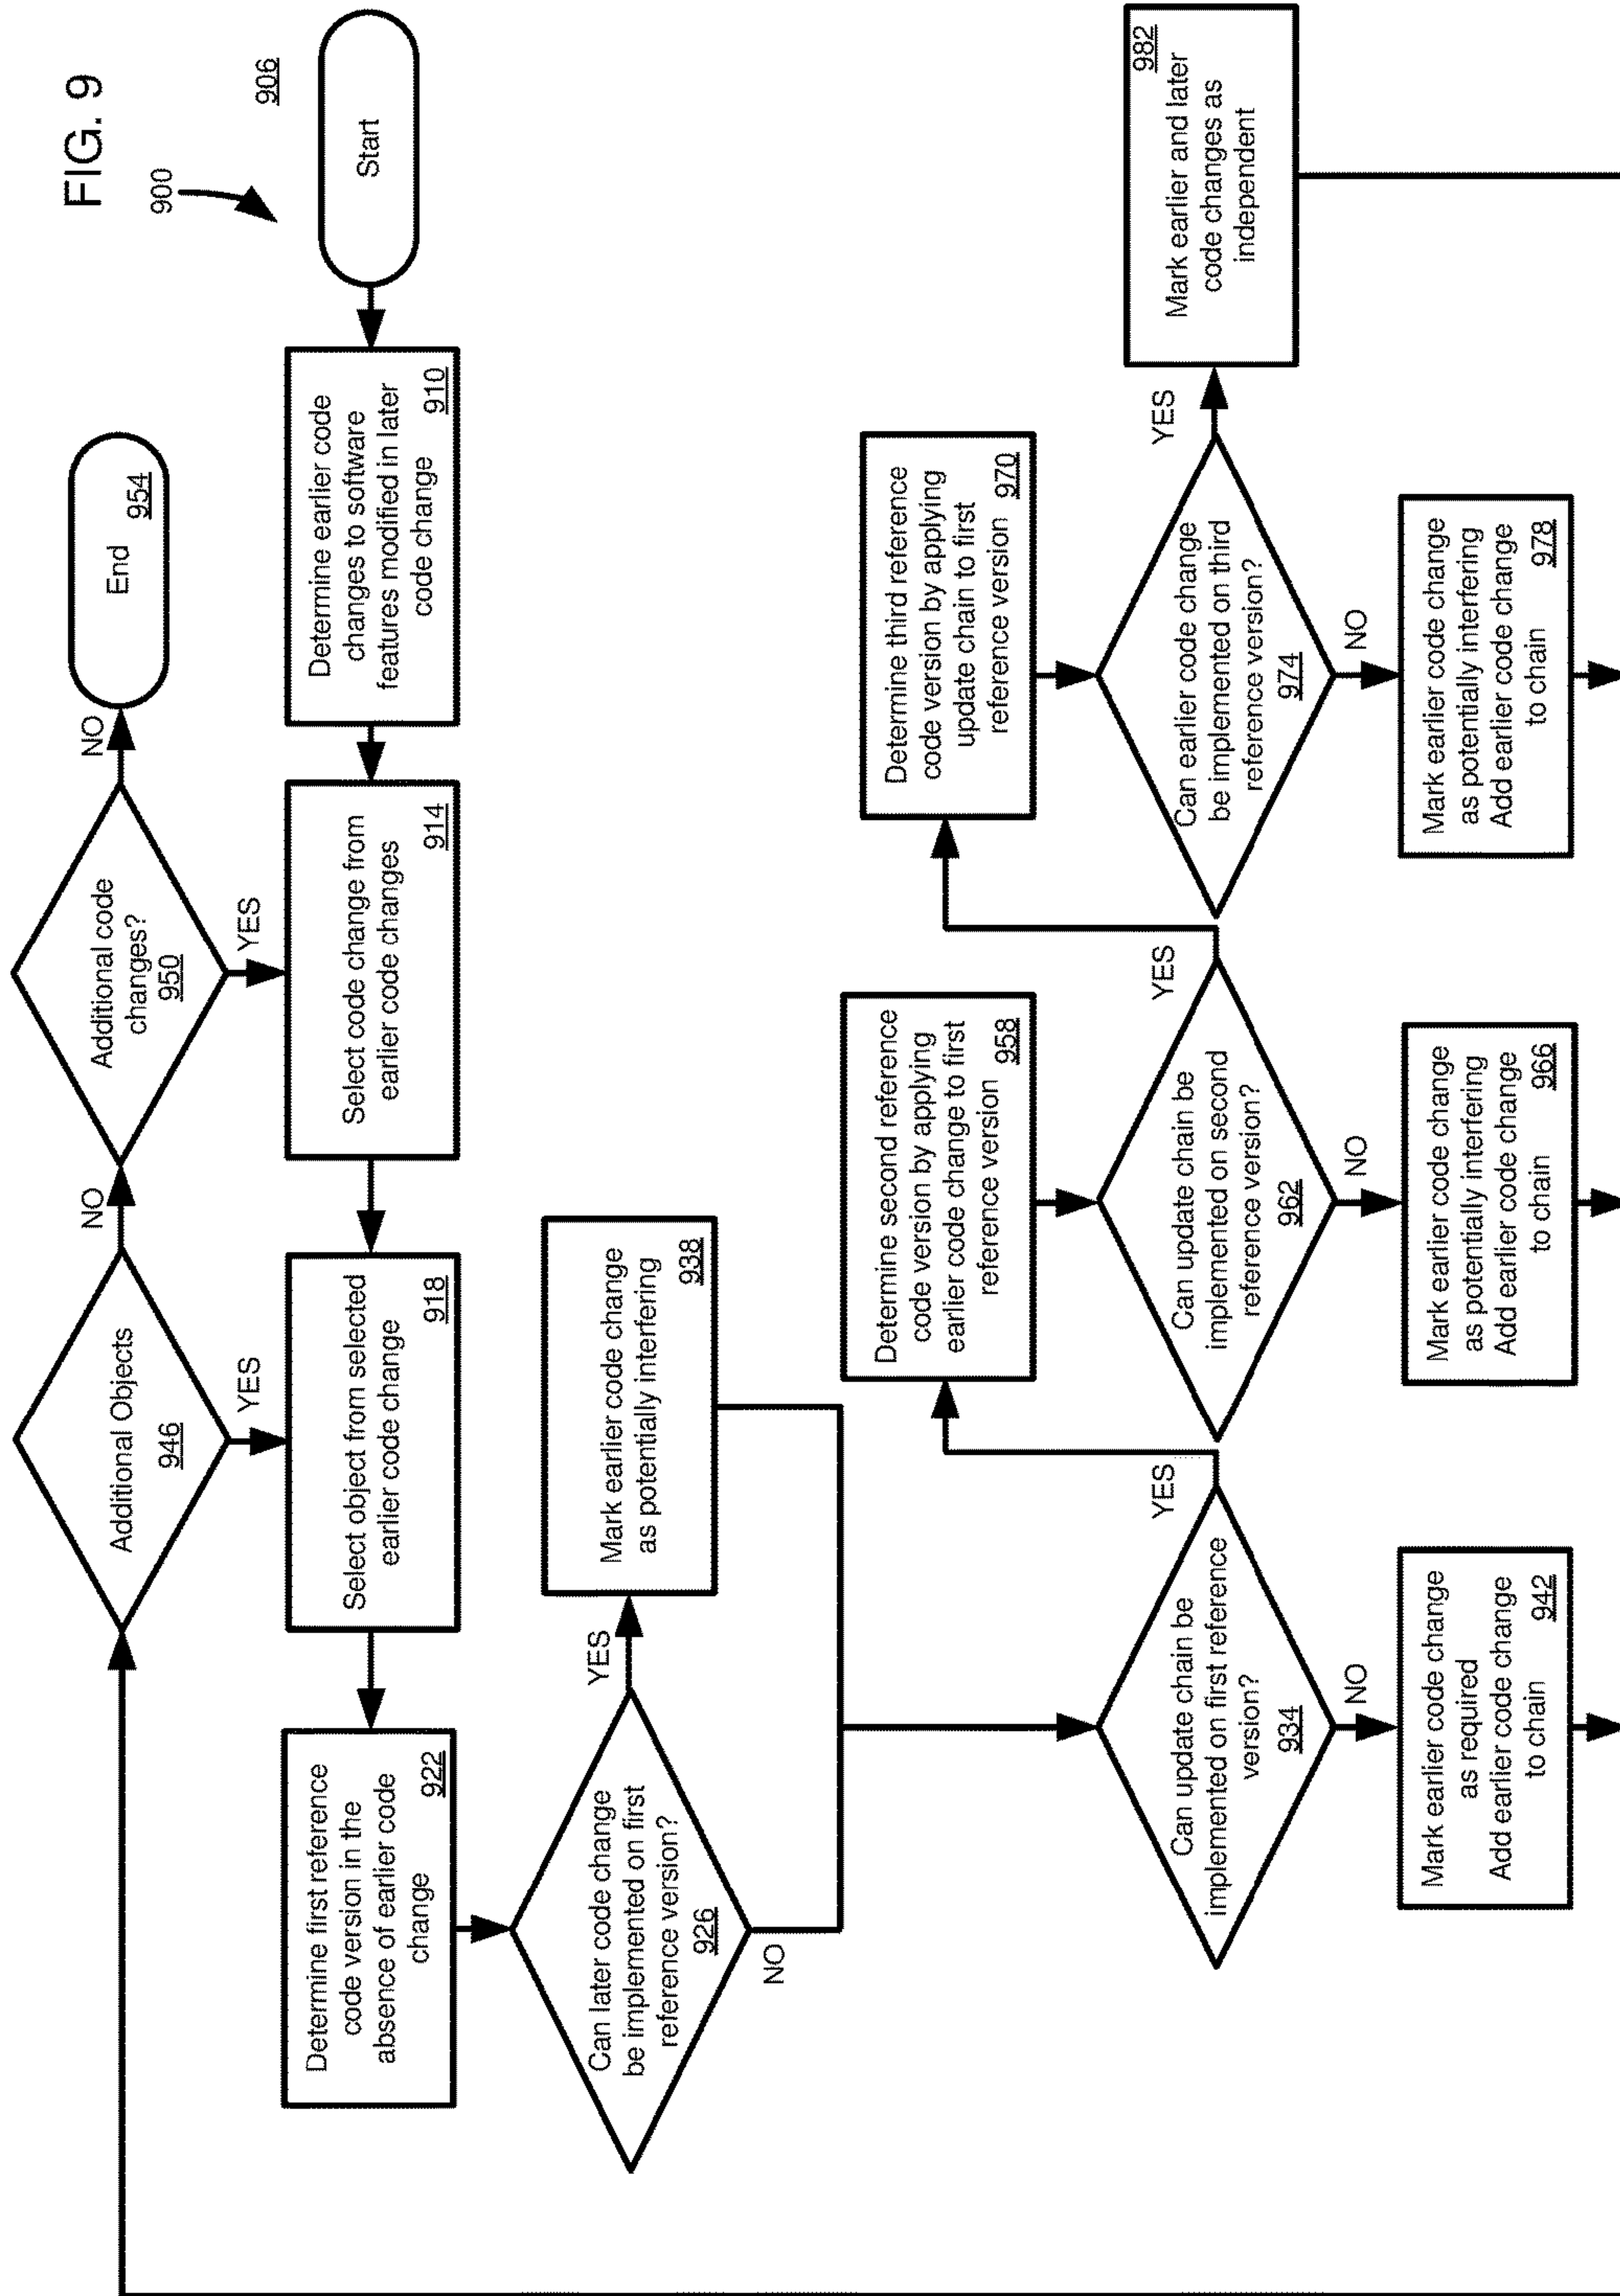 FIG. 9
900
906
Start
Determine earlier code
changes to software
features modified in later
code change
910
Select code change from
earlier code changes
914
Select object from selected
earlier code change
918
Determine first reference
code version in the
absence of earlier code
change
922
Can later code change
be implemented on first
reference version?
926
YES
NO
Mark earlier code change
as potentially interfering
938
Can update chain be
implemented on first reference
version?
934
YES
NO
Mark earlier code change
as required
Add earlier code change
to chain
942
Determine second reference
code version by applying
earlier code change to first
reference version
958
Can update chain be
implemented on second
reference version?
962
YES
NO
Mark earlier code change
as potentially interfering
Add earlier code change
to chain
966
Determine third reference
code version by applying
update chain to first
reference version
970
Can earlier code change
be implemented on third
reference version?
974
YES
NO
Mark earlier code change
as potentially interfering
Add earlier code change
to chain
978
982
Mark earlier and later
code changes as
independent
Additional Objects
946
YES
NO
Additional code
changes?
950
YES
NO
End
954